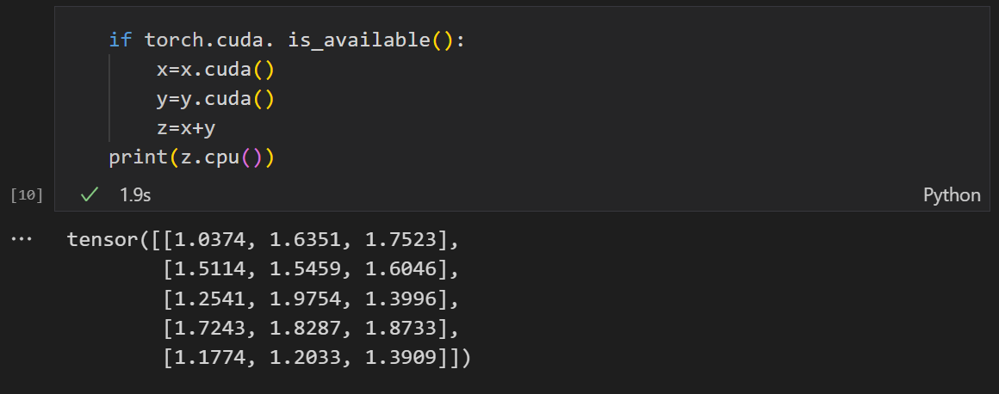 if torch.cuda. is_available():
    x=x.cuda()
    y=y.cuda()
    z=x+y
print(z.cpu())
[10] ✓ 1.9s Python
... tensor([[1.0374, 1.6351, 1.7523],
        [1.5114, 1.5459, 1.6046],
        [1.2541, 1.9754, 1.3996],
        [1.7243, 1.8287, 1.8733],
        [1.1774, 1.2033, 1.3909]])